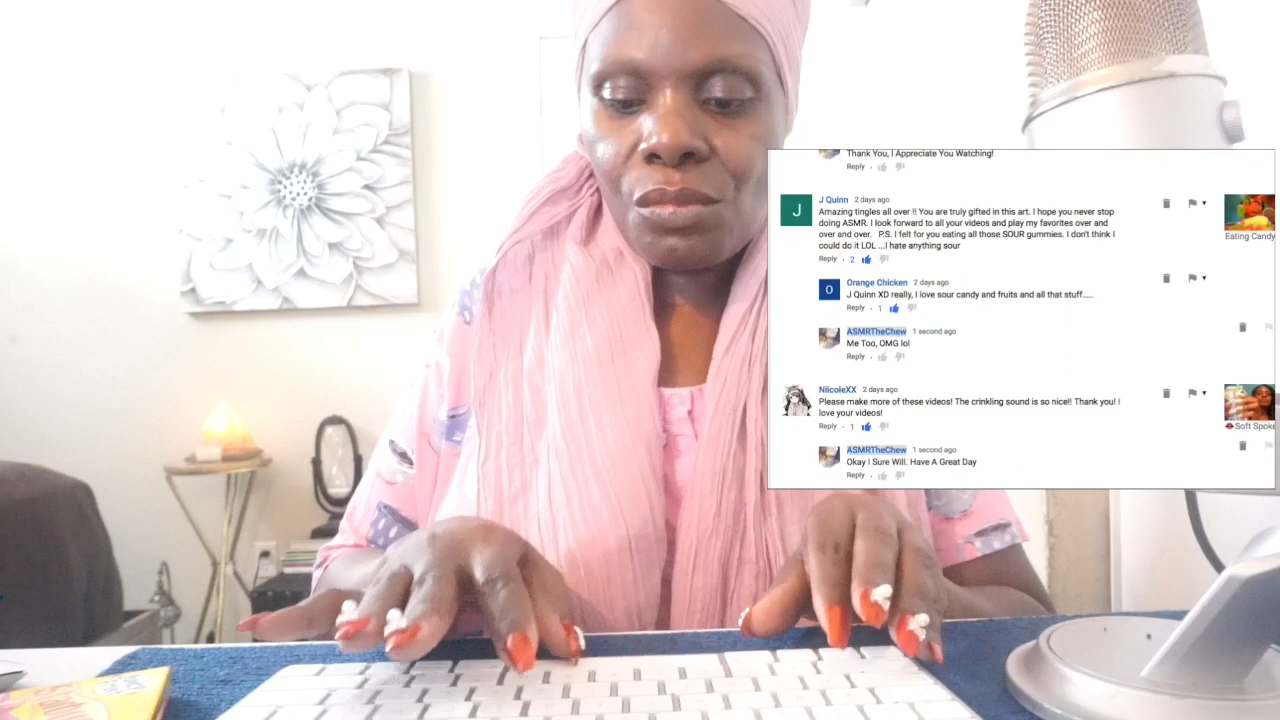 Thank You, I Appreciate You Watching!
Reply
J
J Quinn 2 days ago
Amazing tingles all over !! You are truly gifted in this art. I hope you never stop
doing ASMR. I look forward to all your videos and play my favorites over and
over and over. P.S. I felt for you eating all those SOUR gummies. I don't think I
could do it LOL ...I hate anything sour
Reply 2
Eating Candy
O
Orange Chicken 2 days ago
J Quinn XD really, I love sour candy and fruits and all that stuff.....
Reply 1
ASMRTheChew 1 second ago
Me Too, OMG lol
Reply
NiicoleXX 2 days ago
Please make more of these videos! The crinkling sound is so nice!! Thank you! I
love your videos!
Reply 1
Soft Spoke
ASMRTheChew 1 second ago
Okay I Sure Will. Have A Great Day
Reply